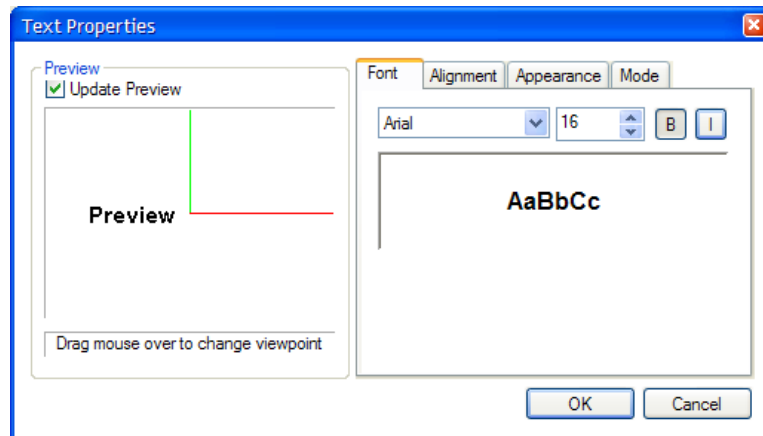 Text Properties
Preview
Update Preview
Preview
Drag mouse over to change viewpoint
Font Alignment Appearance Mode
Arial 16 B I
AaBbCc
OK Cancel